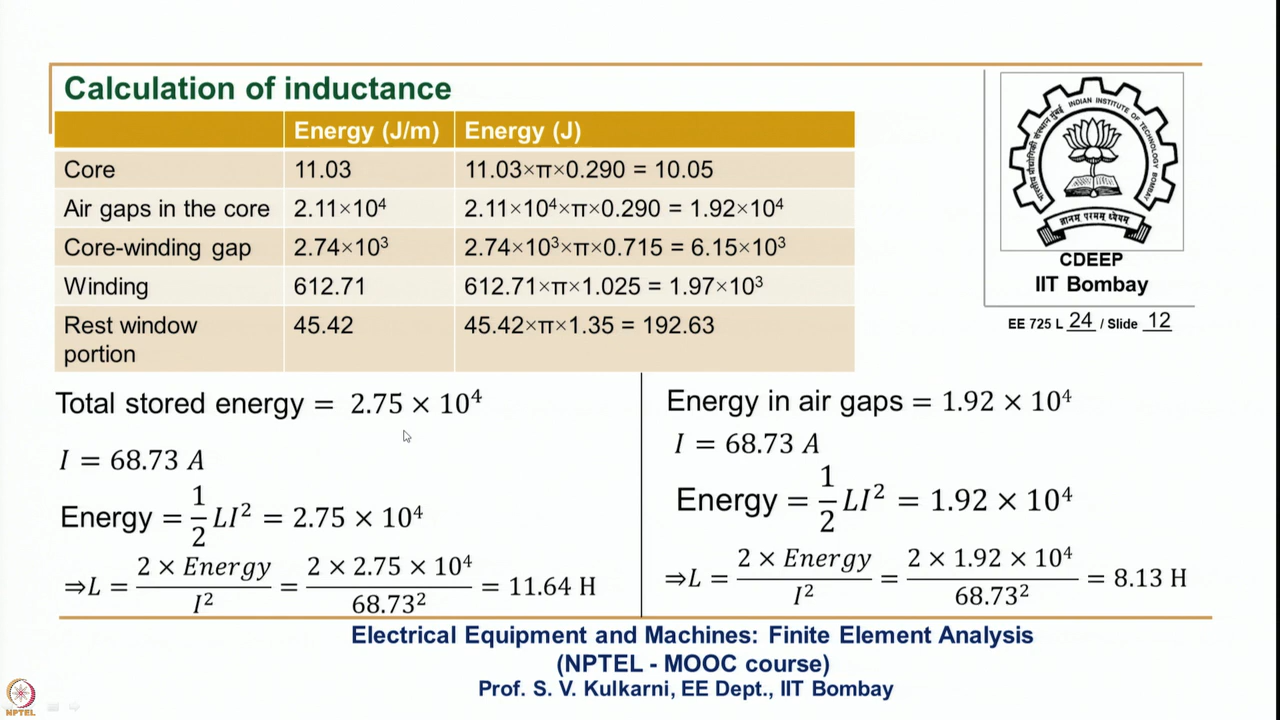 Calculation of inductance
Energy (J/m) Energy (J)
Core 11.03 11.03×π×0.290 = 10.05
Air gaps in the core 2.11×10⁴ 2.11×10⁴×π×0.290 = 1.92×10⁴
Core-winding gap 2.74×10³ 2.74×10³×π×0.715 = 6.15×10³
Winding 612.71 612.71×π×1.025 = 1.97×10³
Rest window 45.42 45.42×π×1.35 = 192.63
portion
Total stored energy = 2.75 × 10⁴
I = 68.73 A
Energy = 1/2 LI² = 2.75 × 10⁴
⇒L = 2 × Energy / I² = 2 × 2.75 × 10⁴ / 68.73² = 11.64 H
Energy in air gaps = 1.92 × 10⁴
I = 68.73 A
Energy = 1/2 LI² = 1.92 × 10⁴
⇒L = 2 × Energy / I² = 2 × 1.92 × 10⁴ / 68.73² = 8.13 H
INDIAN INSTITUTE OF TECHNOLOGY BOMBAY
भारतीय प्रौद्योगिकी संस्थान मुंबई
ज्ञानम् परमम् ध्येयम्
CDEEP
IIT Bombay
EE 725 L 24 / Slide 12
Electrical Equipment and Machines: Finite Element Analysis
(NPTEL - MOOC course)
Prof. S. V. Kulkarni, EE Dept., IIT Bombay
NPTEL